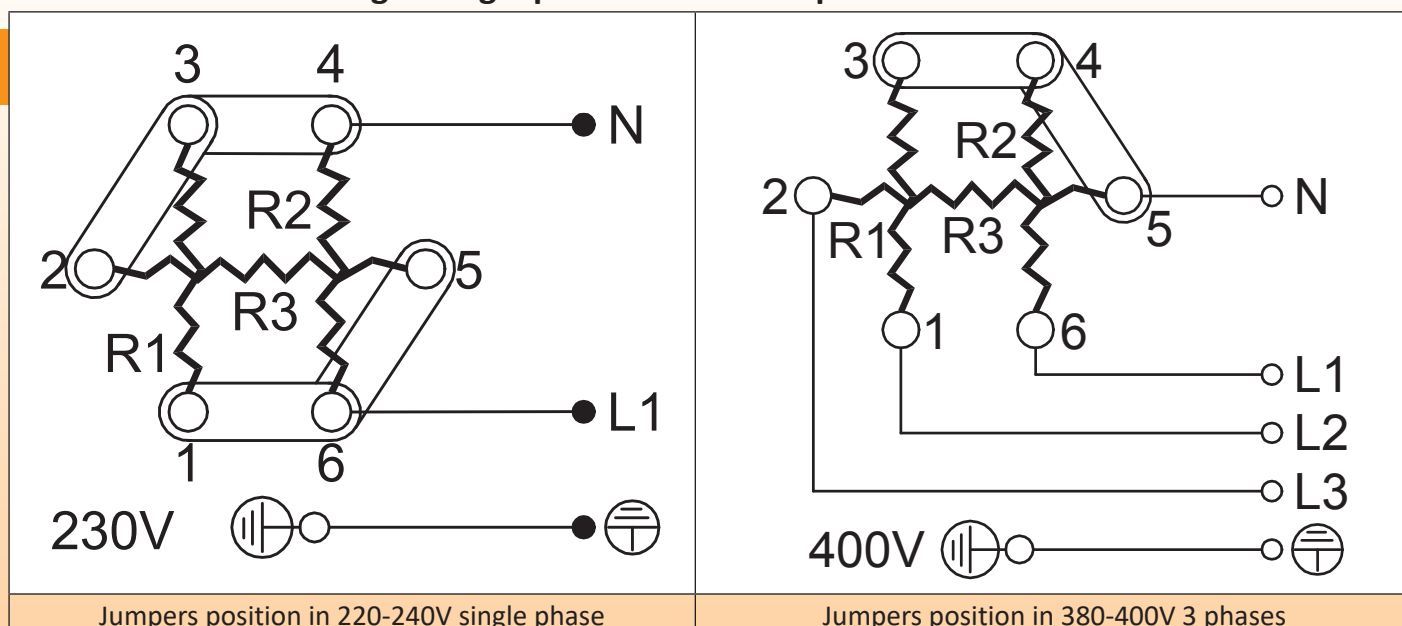 3 4
N
R2
2
5
R3
R1
L1
1 6
230V
Jumpers position in 220-240V single phase
3 4
R2
2
N
R1 R3
5
1 6
L1
L2
L3
400V
Jumpers position in 380-400V 3 phases